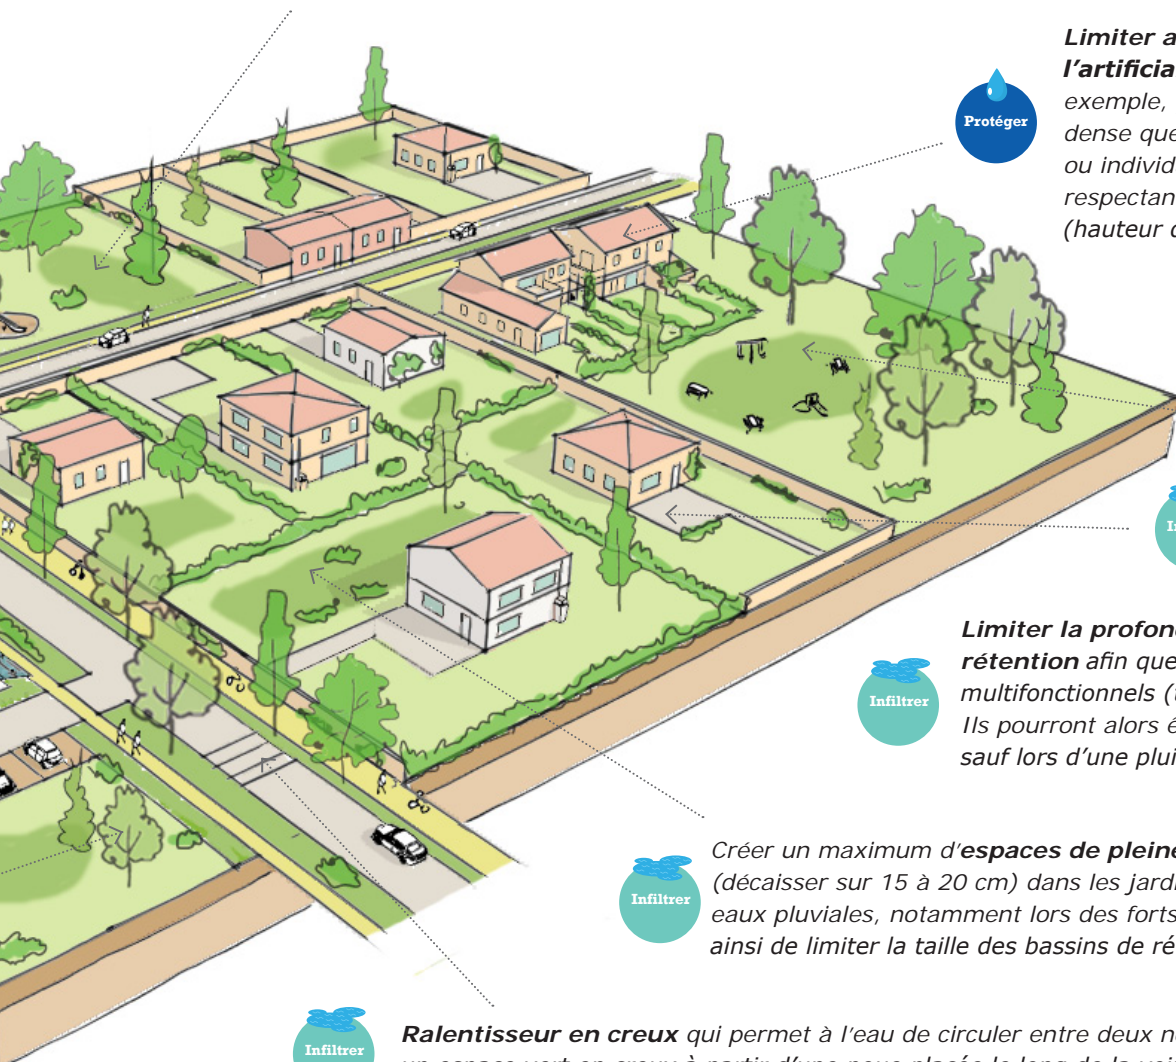 Limiter a
l'artificia
Protéger
exemple,
dense que
ou individ
respectan
(hauteur d
Limiter la profon
rétention afin que
Infiltrer
multifonctionnels (
Ils pourront alors é
sauf lors d'une plui
Créer un maximum d'espaces de pleine
(décaisser sur 15 à 20 cm) dans les jardi
Infiltrer
eaux pluviales, notamment lors des forts
ainsi de limiter la taille des bassins de ré
Ralentisseur en creux qui permet à l'eau de circuler entre deux n
Infiltrer